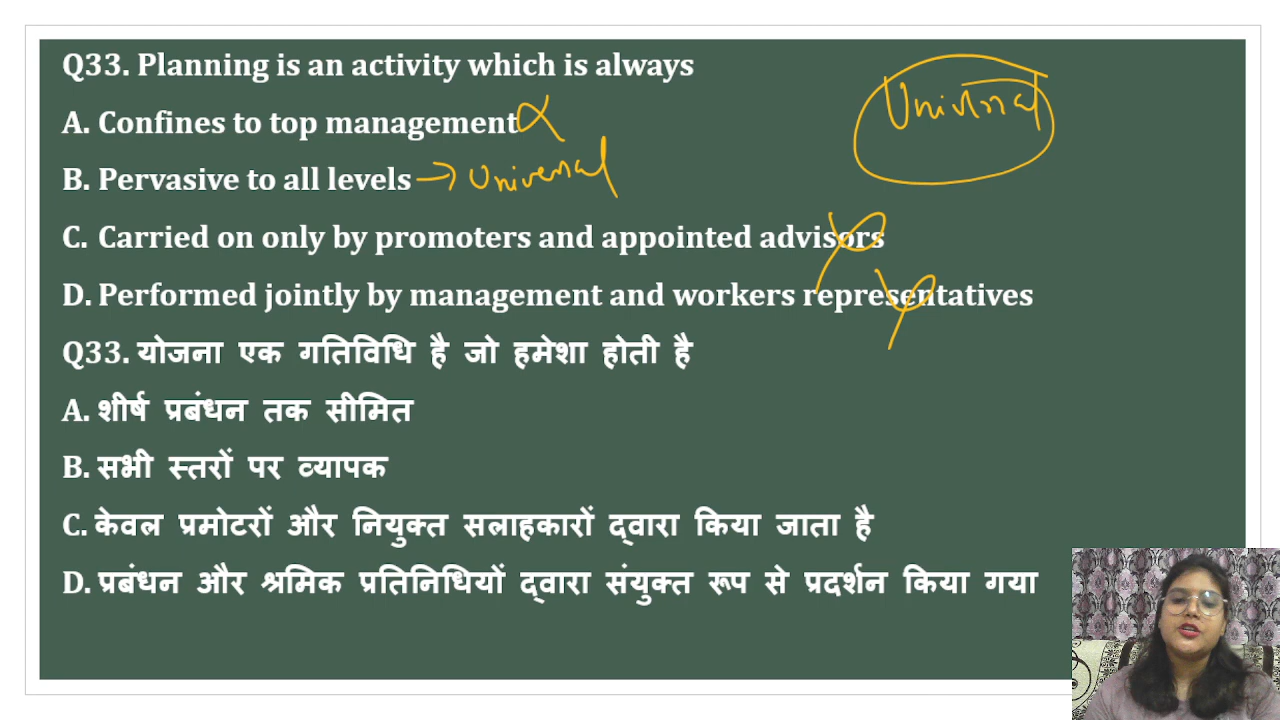 Q33. Planning is an activity which is always
Univernal
A. Confines to top management
B. Pervasive to all levels → Universal
C. Carried on only by promoters and appointed advisors
D. Performed jointly by management and workers representatives
Q33. योजना एक गतिविधि है जो हमेशा होती है
A. शीर्ष प्रबंधन तक सीमित
B. सभी स्तरों पर व्यापक
C. केवल प्रमोटरों और नियुक्त सलाहकारों द्वारा किया जाता है
D. प्रबंधन और श्रमिक प्रतिनिधियों द्वारा संयुक्त रूप से प्रदर्शन किया गया